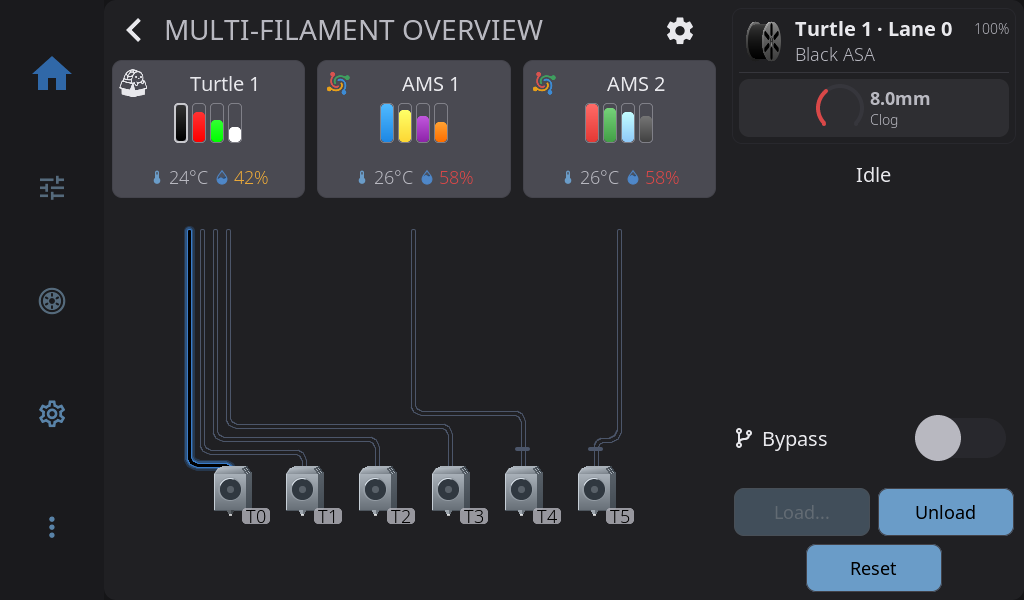 MULTI-FILAMENT OVERVIEW
Turtle 1
24°C 42%
AMS 1
26°C 58%
AMS 2
26°C 58%
Turtle 1 · Lane 0 100%
Black ASA
8.0mm
Clog
Idle
T0 T1 T2 T3 T4 T5
Bypass
Load... Unload
Reset